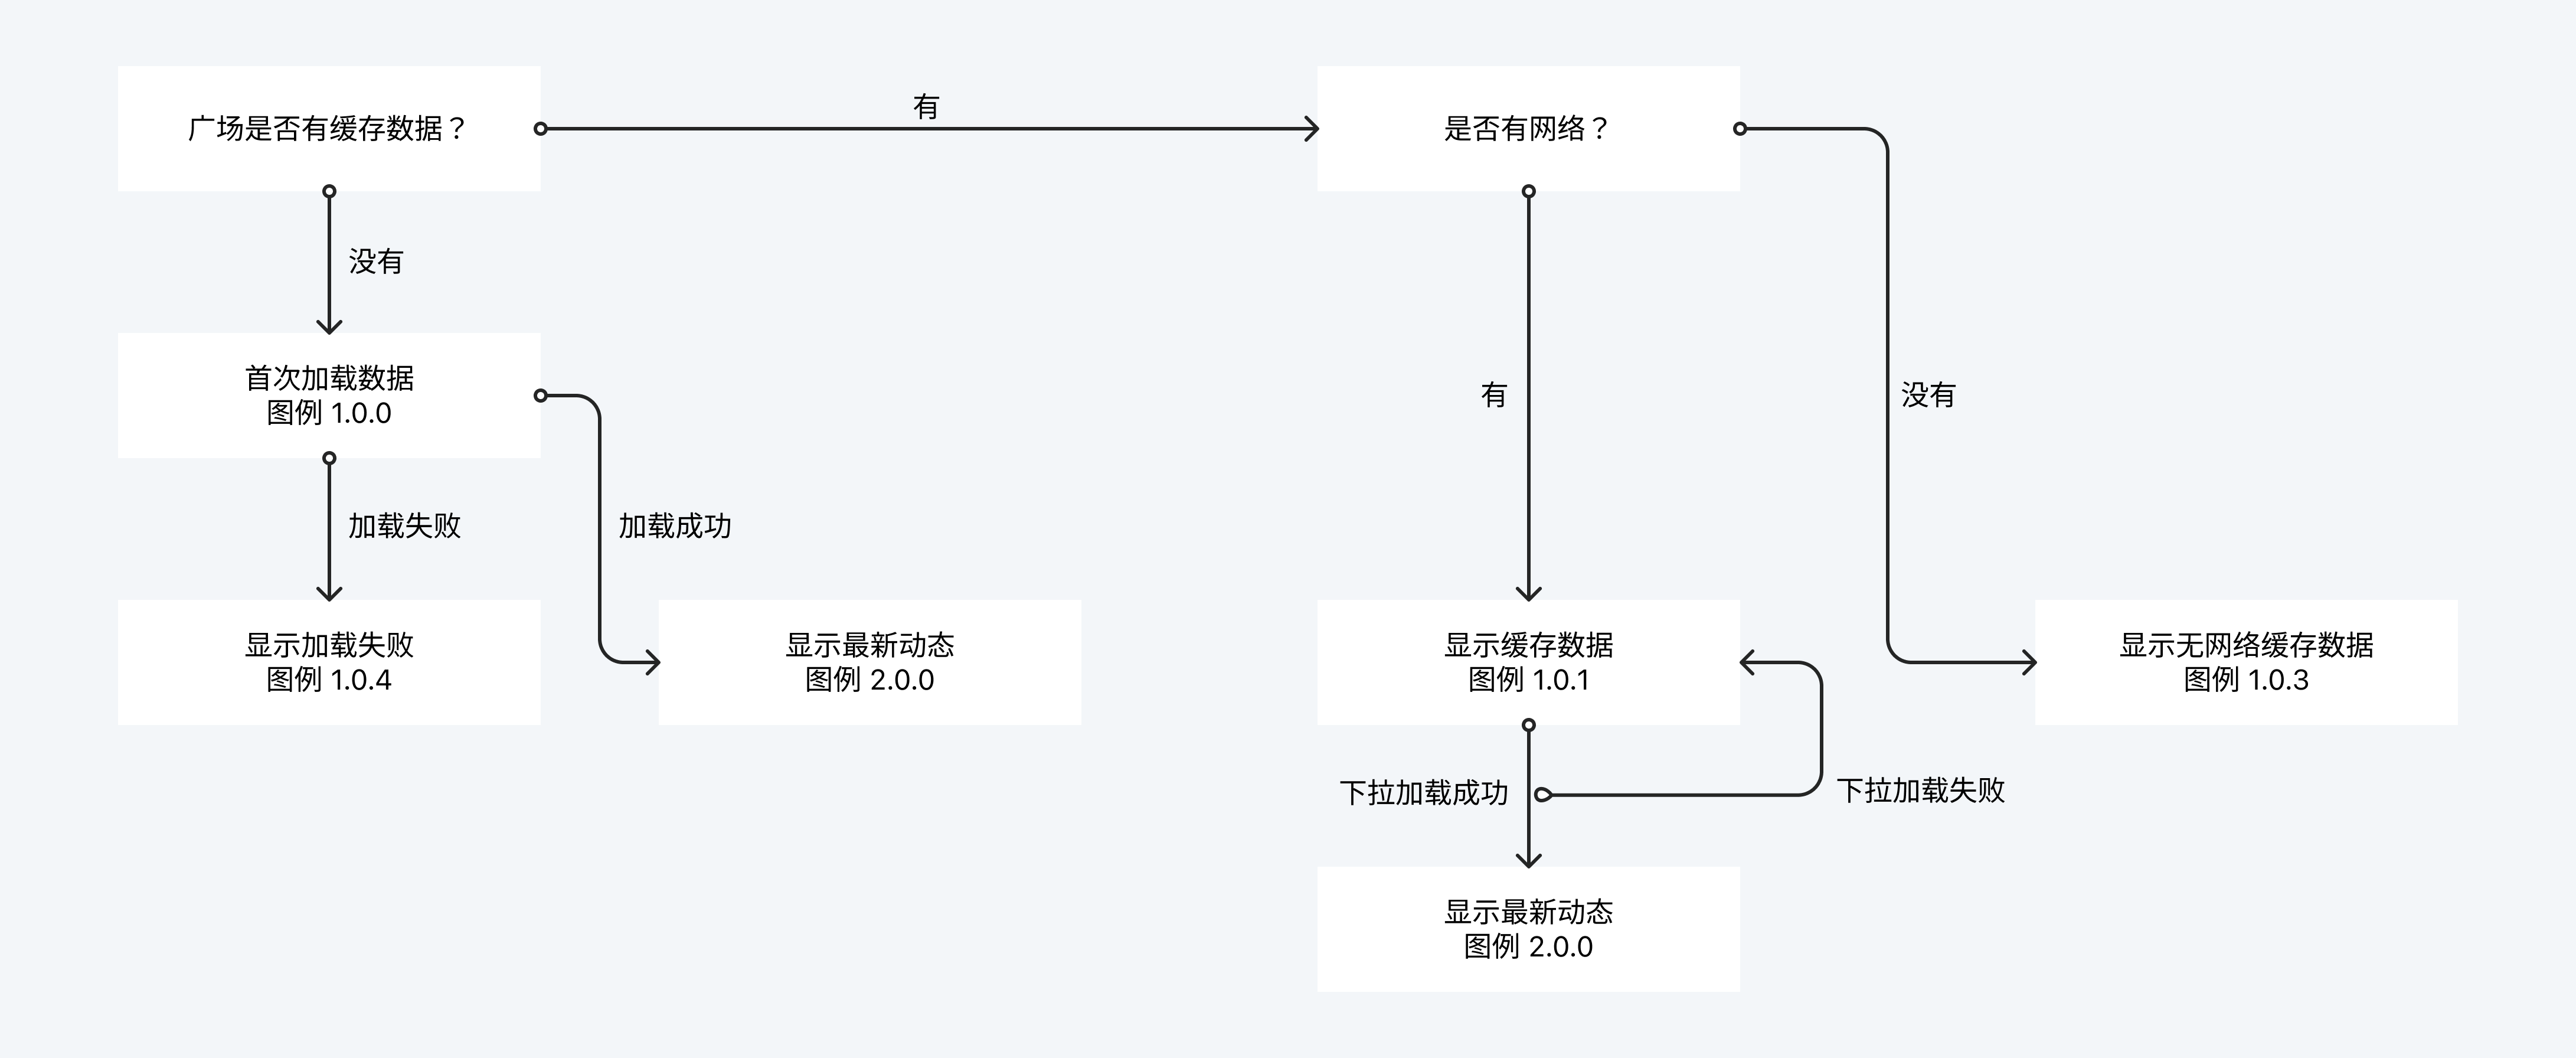 广场是否有缓存数据？
有
是否有网络？
没有
首次加载数据
图例 1.0.0
有
没有
加载失败
加载成功
显示加载失败
图例 1.0.4
显示最新动态
图例 2.0.0
显示缓存数据
图例 1.0.1
显示无网络缓存数据
图例 1.0.3
下拉加载成功
下拉加载失败
显示最新动态
图例 2.0.0